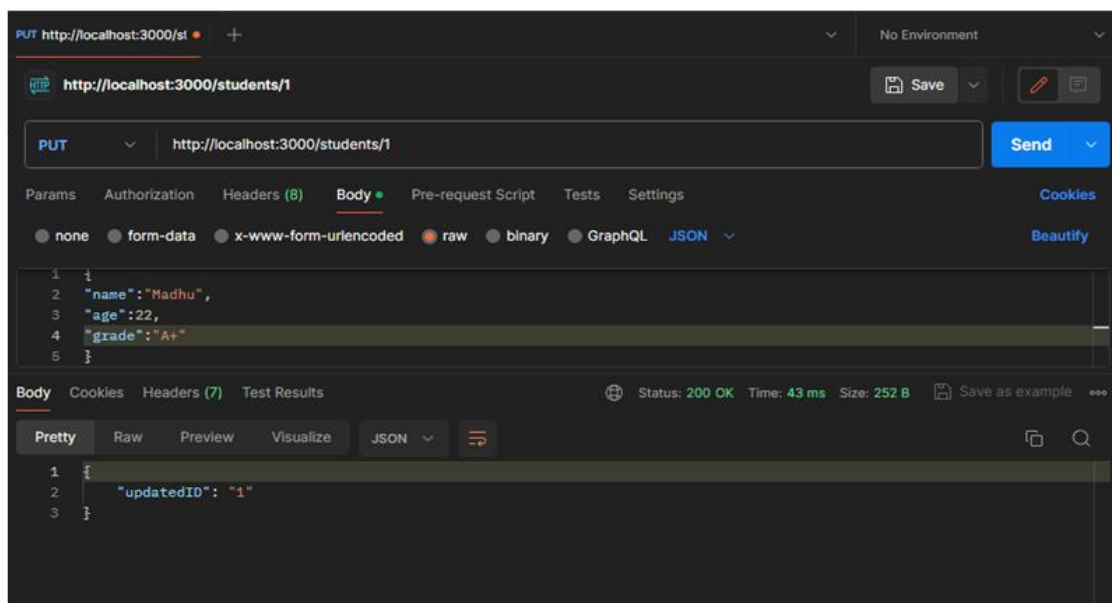 PUT http://localhost:3000/st
No Environment
HTTP http://localhost:3000/students/1
Save
PUT http://localhost:3000/students/1
Send
Params Authorization Headers (8) Body Pre-request Script Tests Settings Cookies
none form-data x-www-form-urlencoded raw binary GraphQL JSON Beautify
1 {
2 "name":"Madhu",
3 "age":22,
4 "grade":"A+"
5 }
Body Cookies Headers (7) Test Results Status: 200 OK Time: 43 ms Size: 252 B Save as example
Pretty Raw Preview Visualize JSON
1 {
2 "updatedID": "1"
3 }